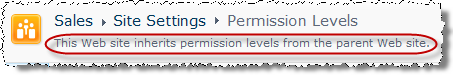 Sales ▸ Site Settings ▸ Permission Levels
This Web site inherits permission levels from the parent Web site.